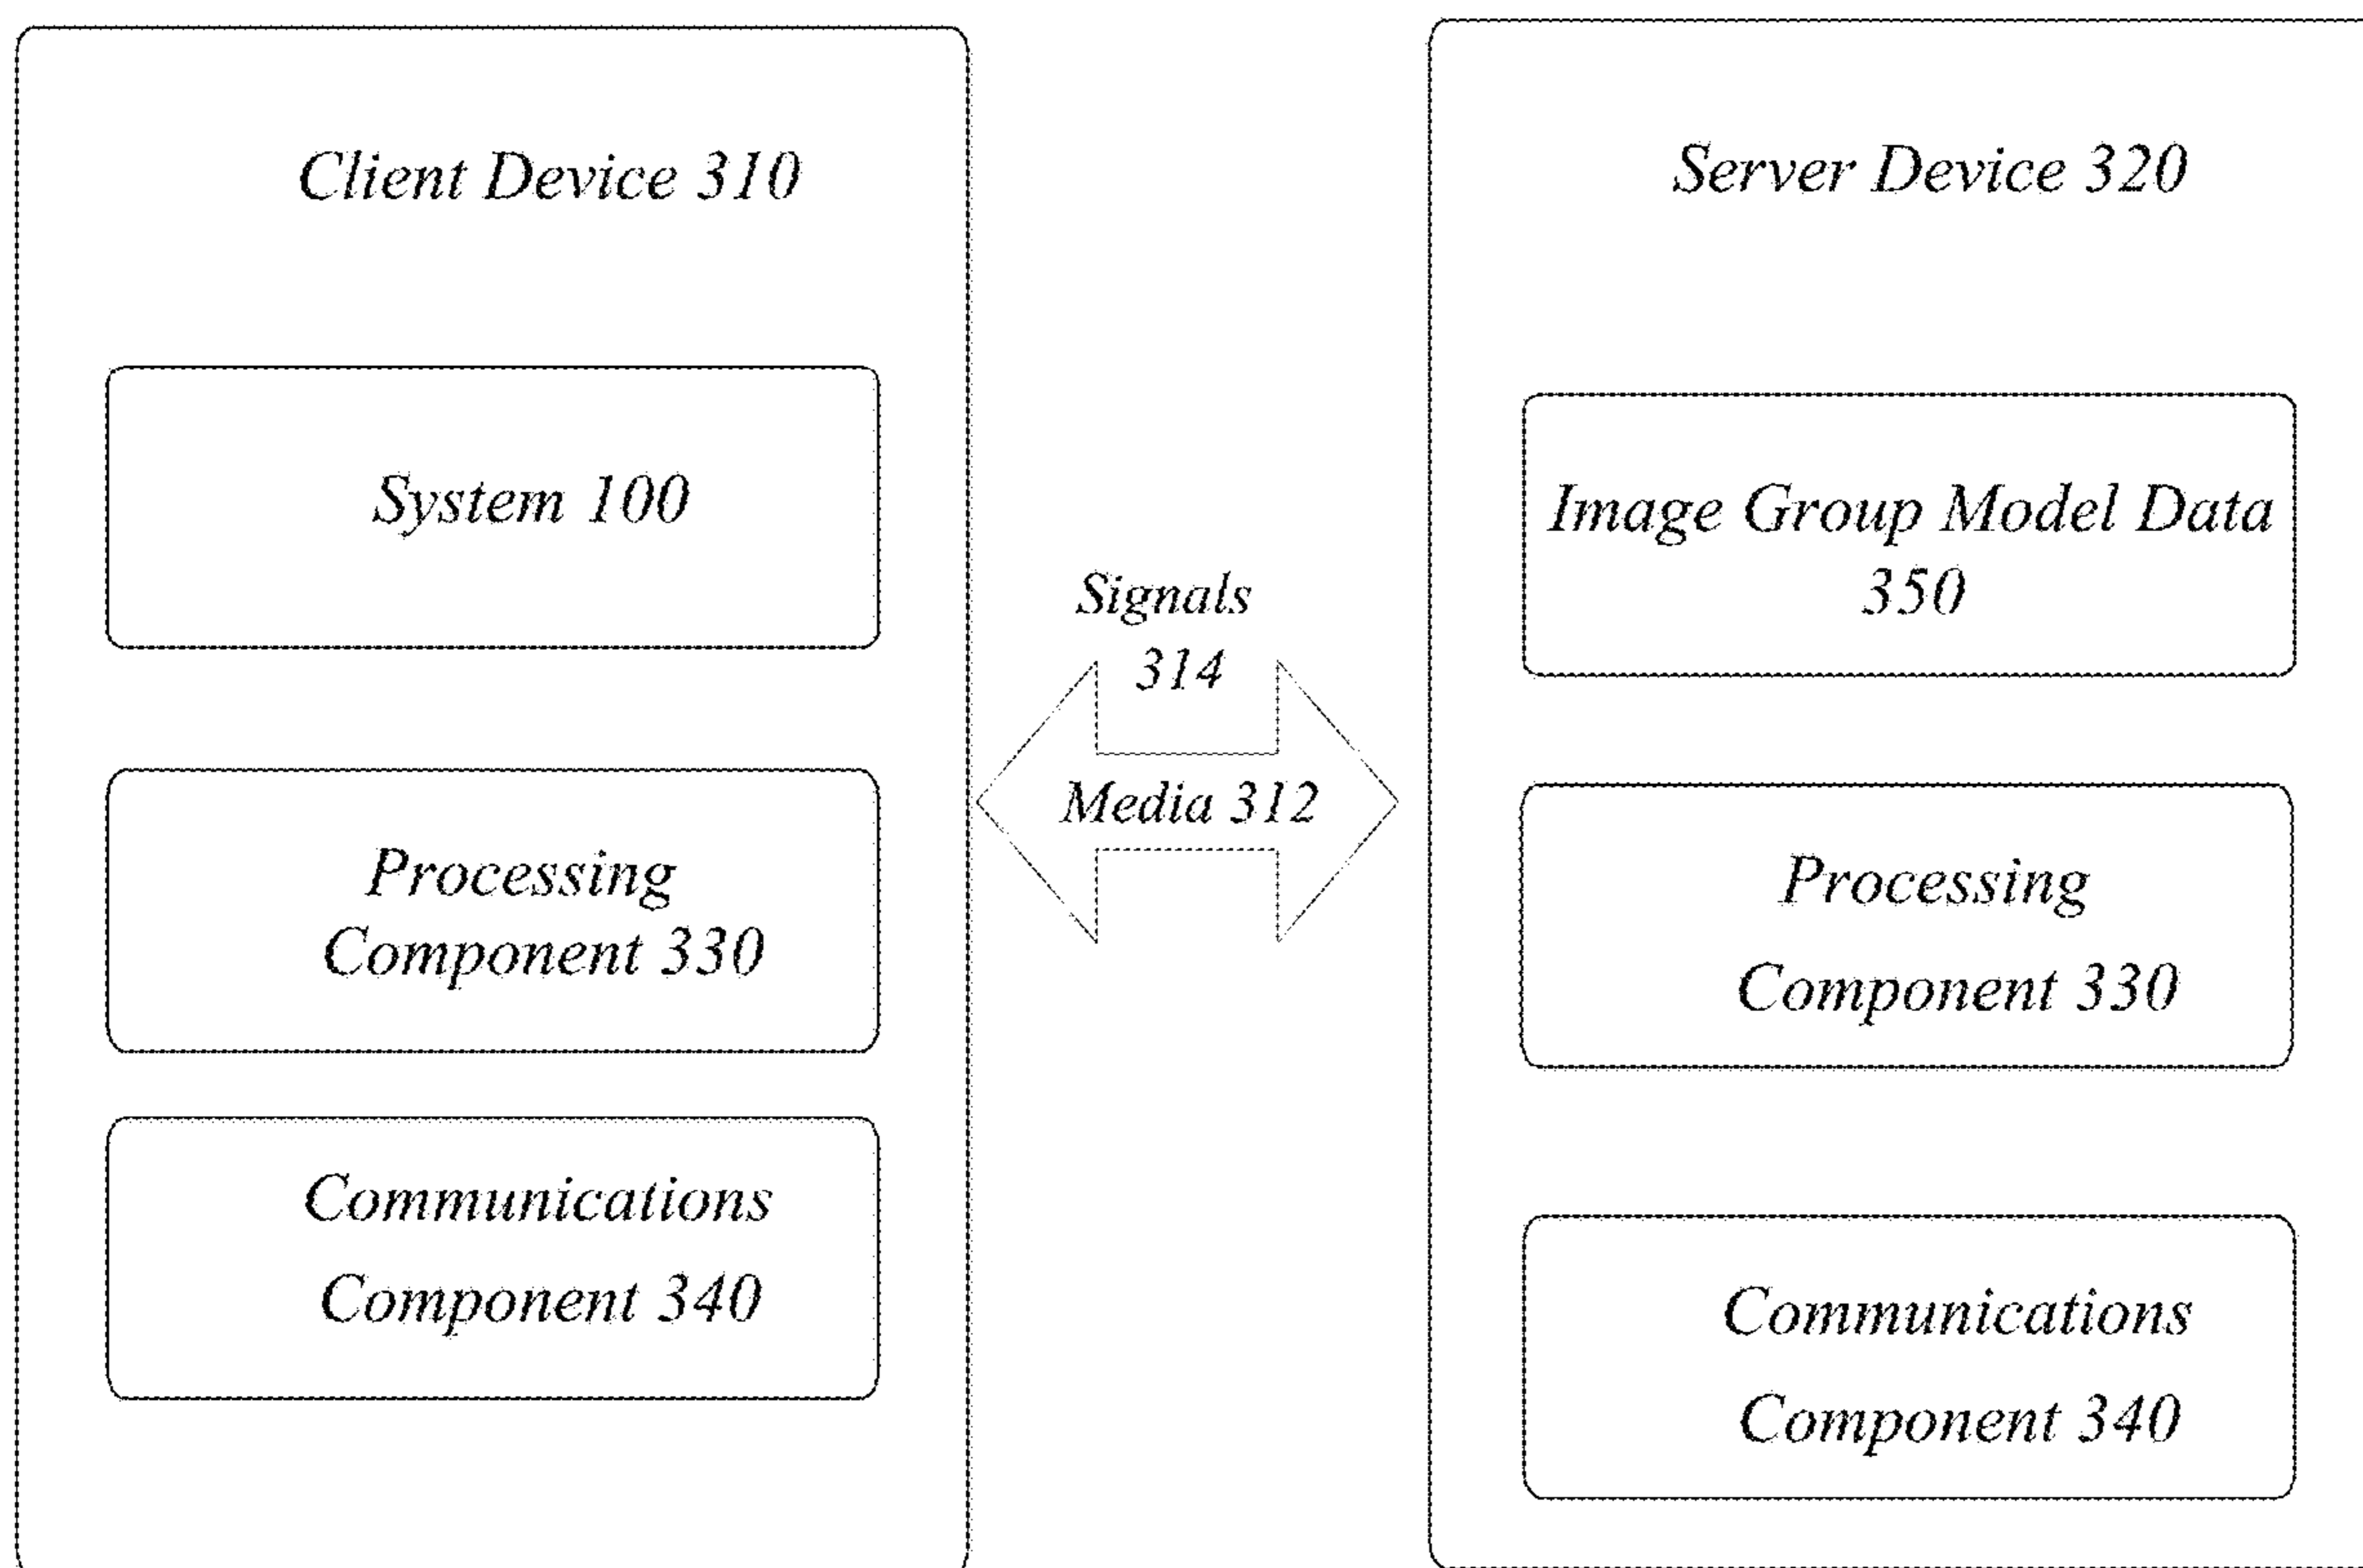 Client Device 310
System 100
Processing
Component 330
Communications
Component 340
Signals
314
Media 312
Server Device 320
Image Group Model Data
350
Processing
Component 330
Communications
Component 340